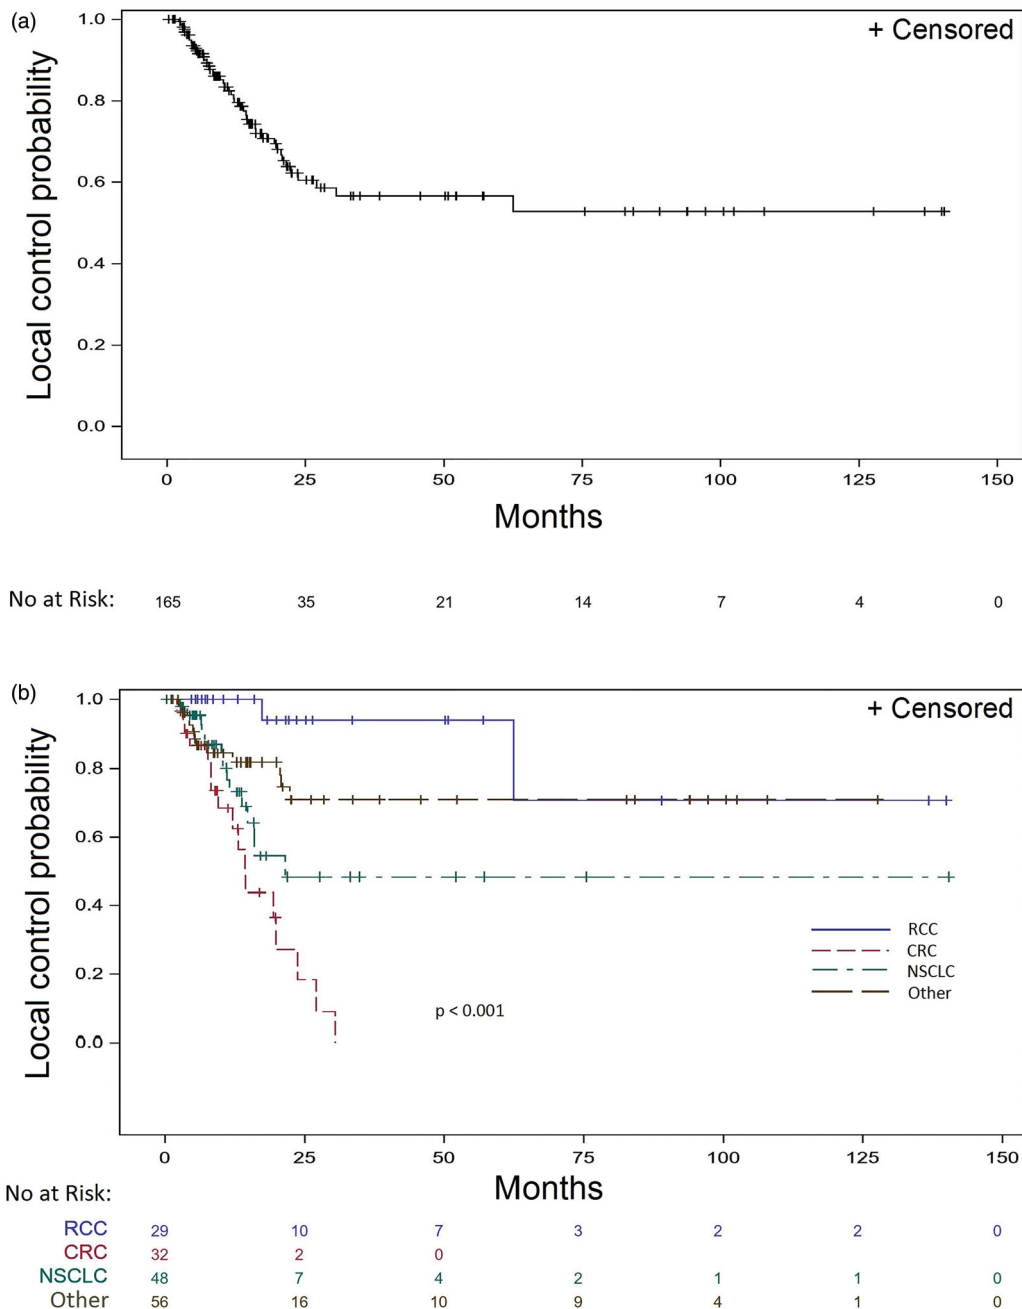 (a)
+ Censored
Local control probability
1.0
0.8
0.6
0.4
0.2
0.0
0 25 50 75 100 125 150
Months
No at Risk: 165 35 21 14 7 4 0
(b)
+ Censored
Local control probability
1.0
0.8
0.6
0.4
0.2
0.0
RCC
CRC
NSCLC
Other
p < 0.001
0 25 50 75 100 125 150
Months
No at Risk:
RCC 29 10 7 3 2 2 0
CRC 32 2 0
NSCLC 48 7 4 2 1 1 0
Other 56 16 10 9 4 1 0